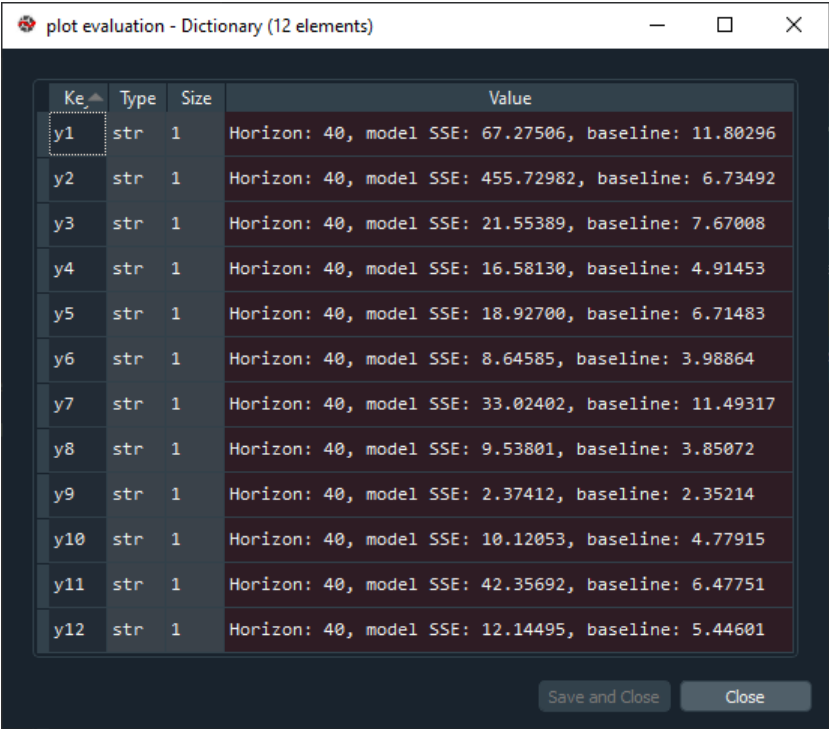 plot evaluation - Dictionary (12 elements)
Key Type Size Value
y1 str 1 Horizon: 40, model SSE: 67.27506, baseline: 11.80296
y2 str 1 Horizon: 40, model SSE: 455.72982, baseline: 6.73492
y3 str 1 Horizon: 40, model SSE: 21.55389, baseline: 7.67008
y4 str 1 Horizon: 40, model SSE: 16.58130, baseline: 4.91453
y5 str 1 Horizon: 40, model SSE: 18.92700, baseline: 6.71483
y6 str 1 Horizon: 40, model SSE: 8.64585, baseline: 3.98864
y7 str 1 Horizon: 40, model SSE: 33.02402, baseline: 11.49317
y8 str 1 Horizon: 40, model SSE: 9.53801, baseline: 3.85072
y9 str 1 Horizon: 40, model SSE: 2.37412, baseline: 2.35214
y10 str 1 Horizon: 40, model SSE: 10.12053, baseline: 4.77915
y11 str 1 Horizon: 40, model SSE: 42.35692, baseline: 6.47751
y12 str 1 Horizon: 40, model SSE: 12.14495, baseline: 5.44601
Save and Close Close